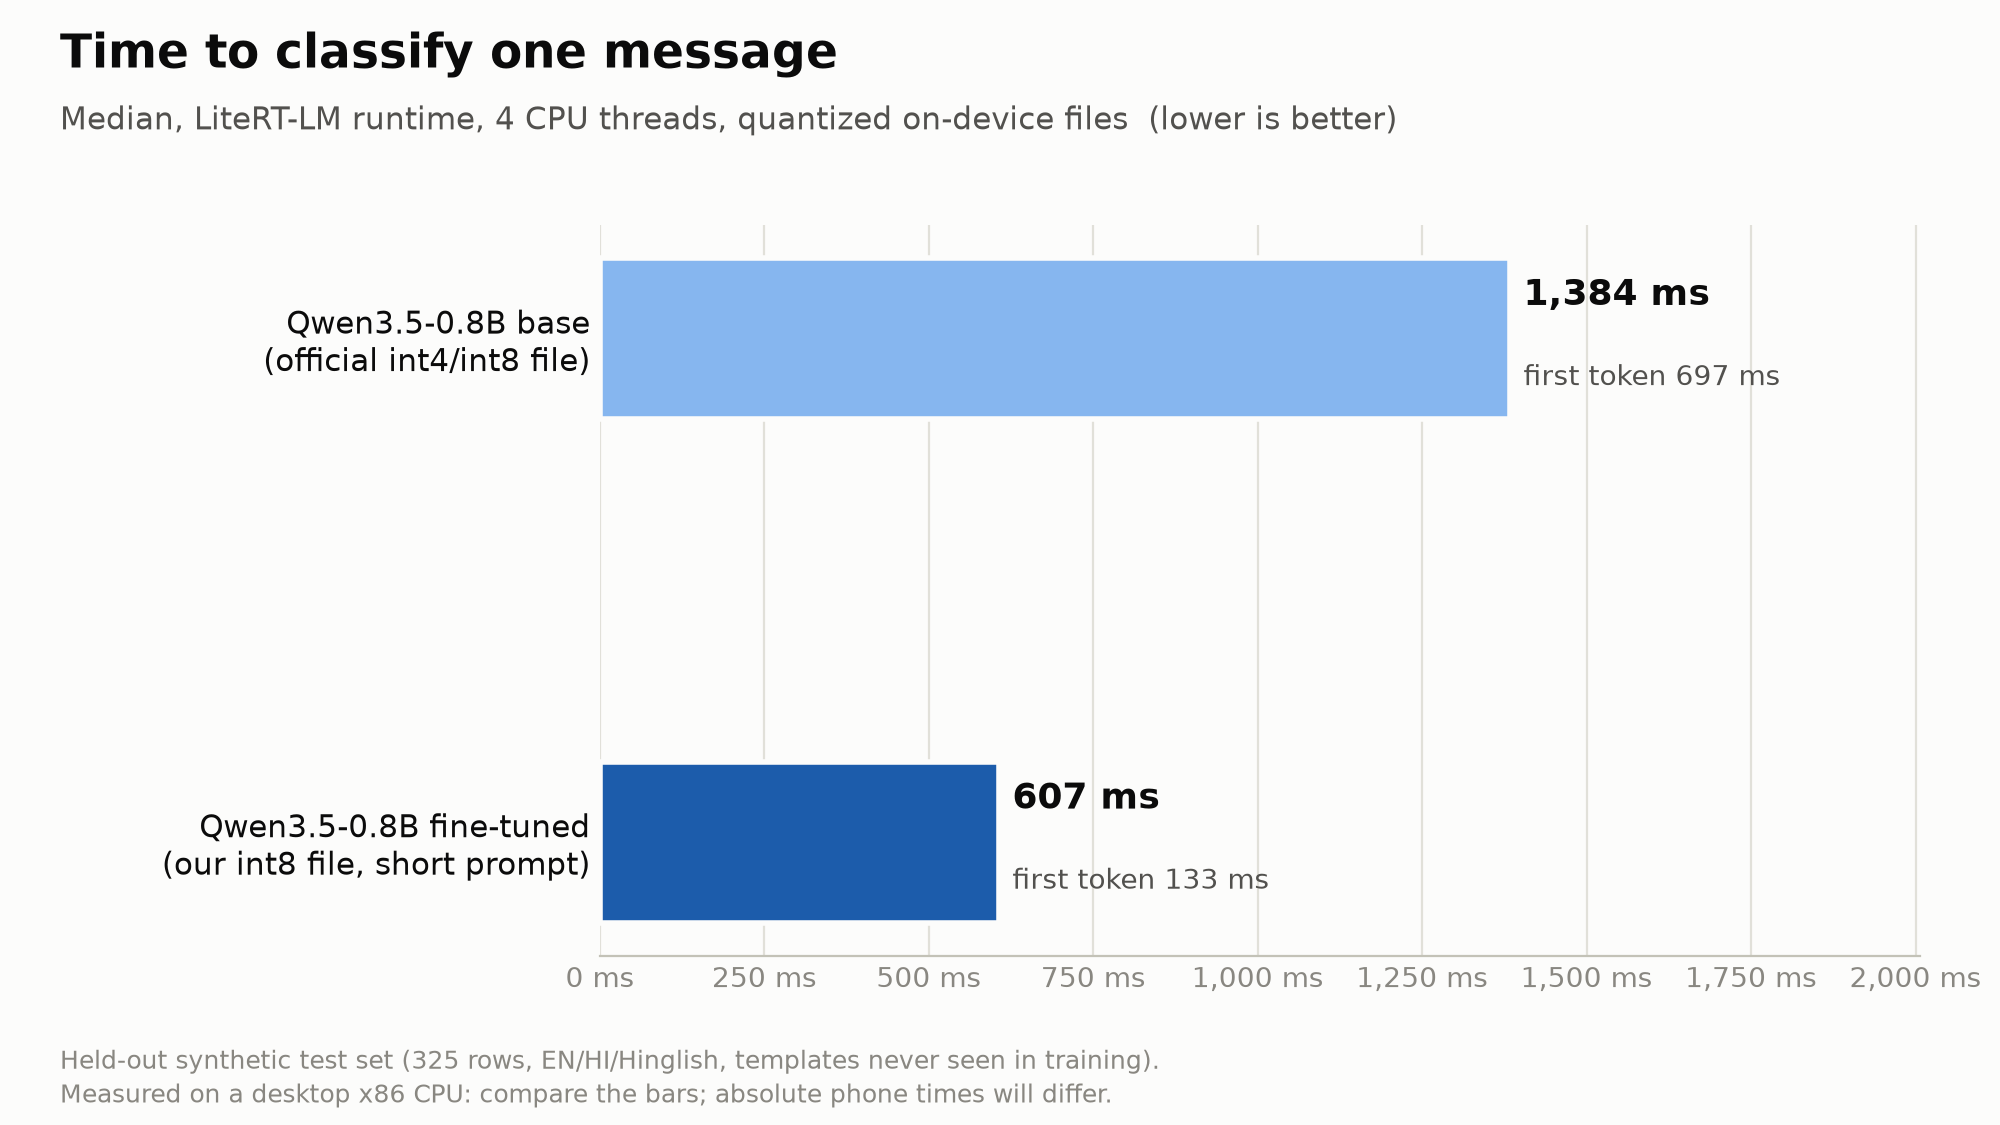 Time to classify one message
Median, LiteRT-LM runtime, 4 CPU threads, quantized on-device files  (lower is better)
Qwen3.5-0.8B base
(official int4/int8 file)
1,384 ms
first token 697 ms
Qwen3.5-0.8B fine-tuned
(our int8 file, short prompt)
607 ms
first token 133 ms
0 ms 250 ms 500 ms 750 ms 1,000 ms 1,250 ms 1,500 ms 1,750 ms 2,000 ms
Held-out synthetic test set (325 rows, EN/HI/Hinglish, templates never seen in training).
Measured on a desktop x86 CPU: compare the bars; absolute phone times will differ.